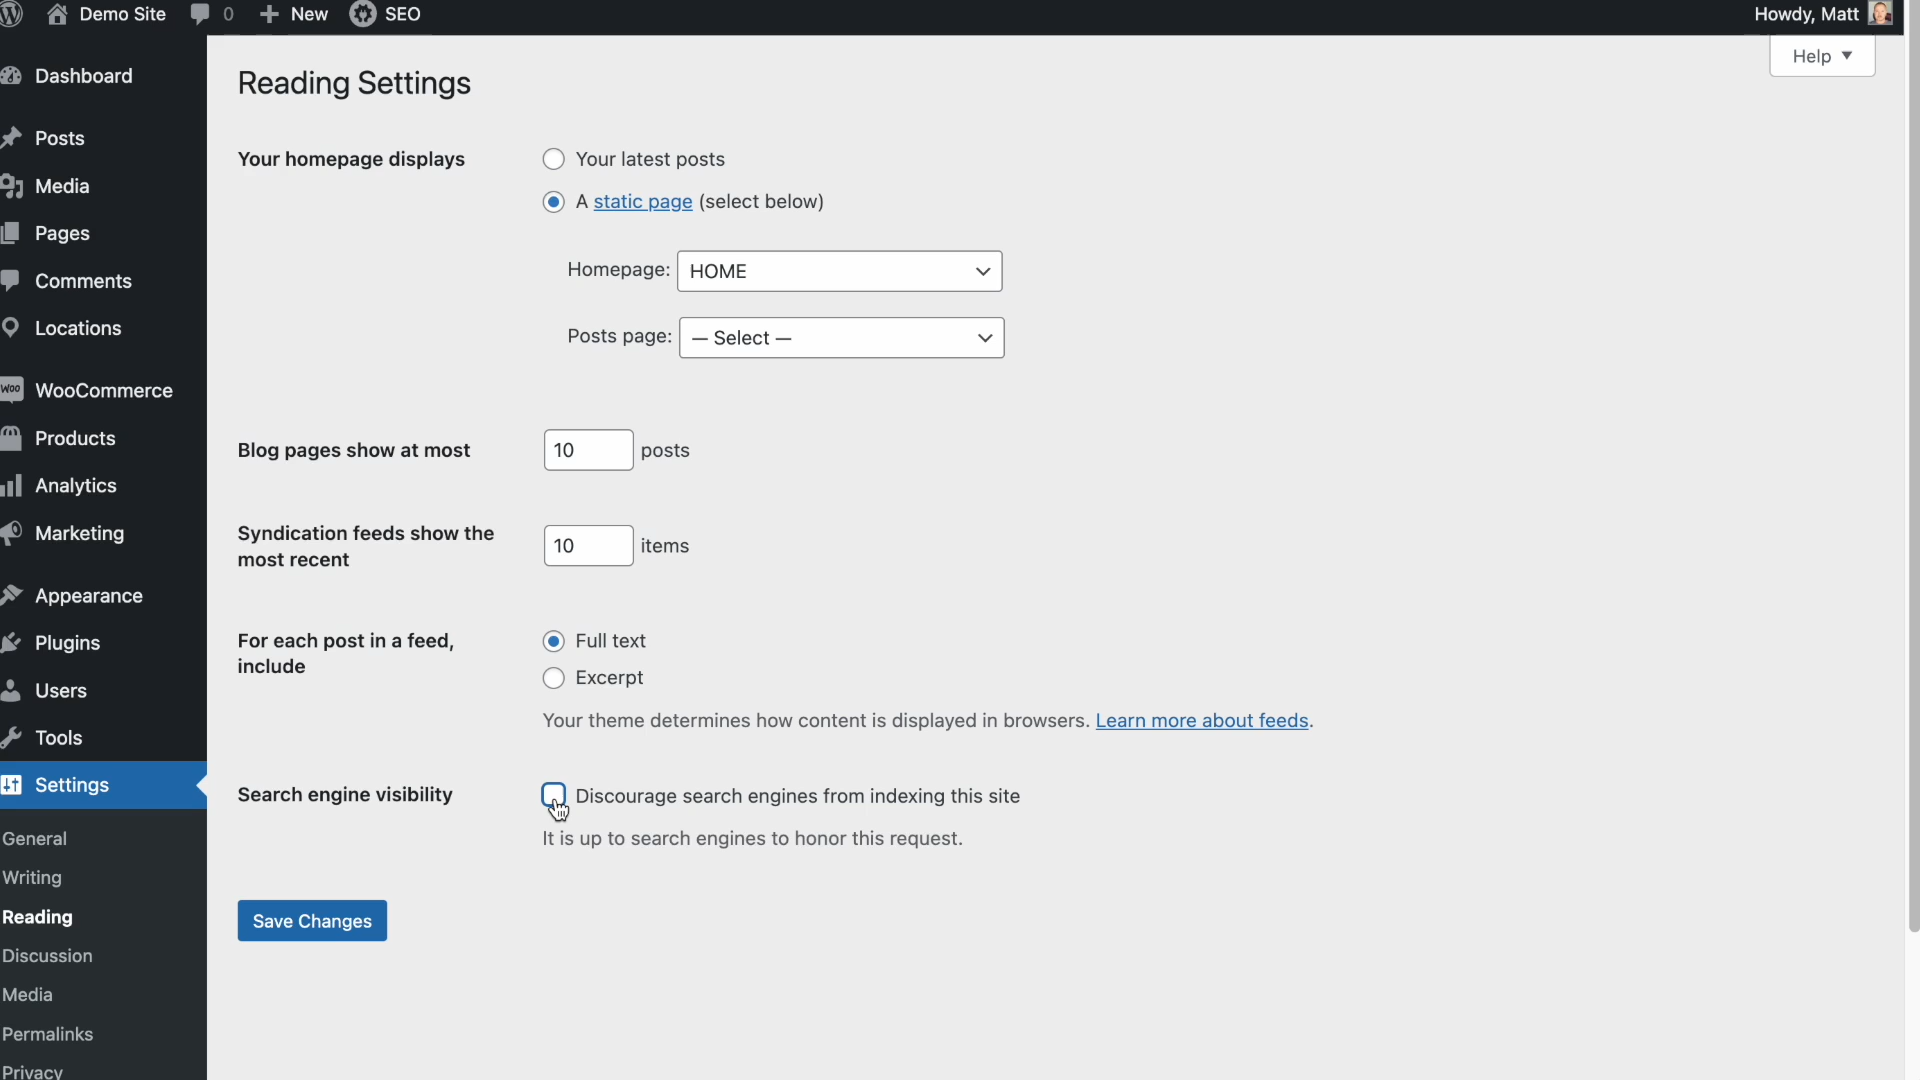 Demo Site 0 New SEO Howdy, Matt
Help
Dashboard
Posts
Media
Pages
Comments
Locations
Woo WooCommerce
Products
Analytics
Marketing
Appearance
Plugins
Users
Tools
Settings
General
Writing
Reading
Discussion
Media
Permalinks
Privacy
Reading Settings
Your homepage displays
Your latest posts
A static page (select below)
Homepage: HOME
Posts page: — Select —
Blog pages show at most 10 posts
Syndication feeds show the
most recent
10 items
For each post in a feed,
include
Full text
Excerpt
Your theme determines how content is displayed in browsers. Learn more about feeds.
Search engine visibility
Discourage search engines from indexing this site
It is up to search engines to honor this request.
Save Changes